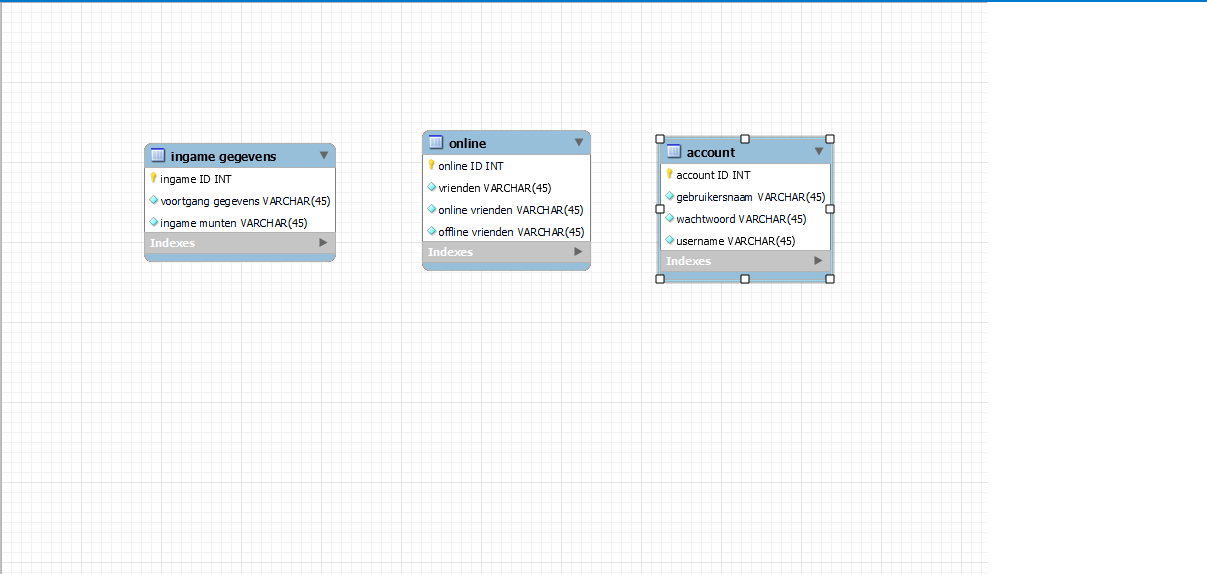 ingame gegevens
ingame ID INT
voortgang gegevens VARCHAR(45)
ingame munten VARCHAR(45)
Indexes
online
online ID INT
vrienden VARCHAR(45)
online vrienden VARCHAR(45)
offline vrienden VARCHAR(45)
Indexes
account
account ID INT
gebruikersnaam VARCHAR(45)
wachtwoord VARCHAR(45)
username VARCHAR(45)
Indexes